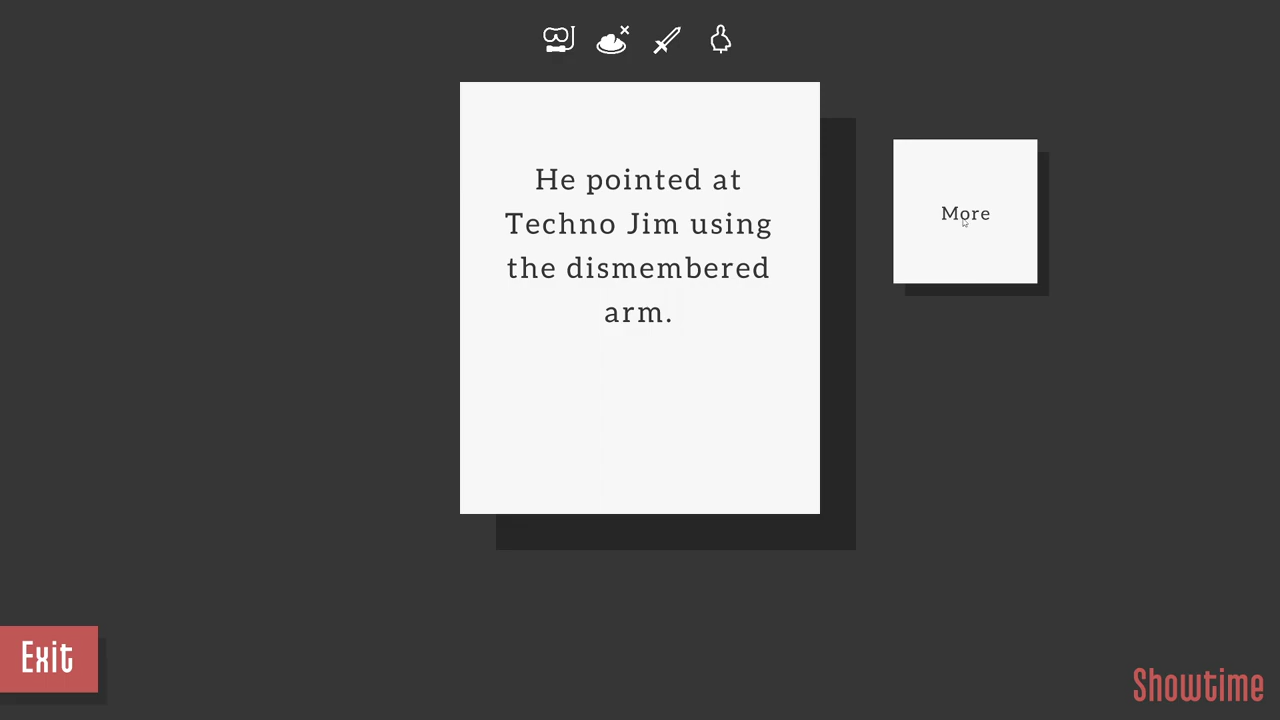 He pointed at
Techno Jim using
the dismembered
arm.
More
Exit
Showtime